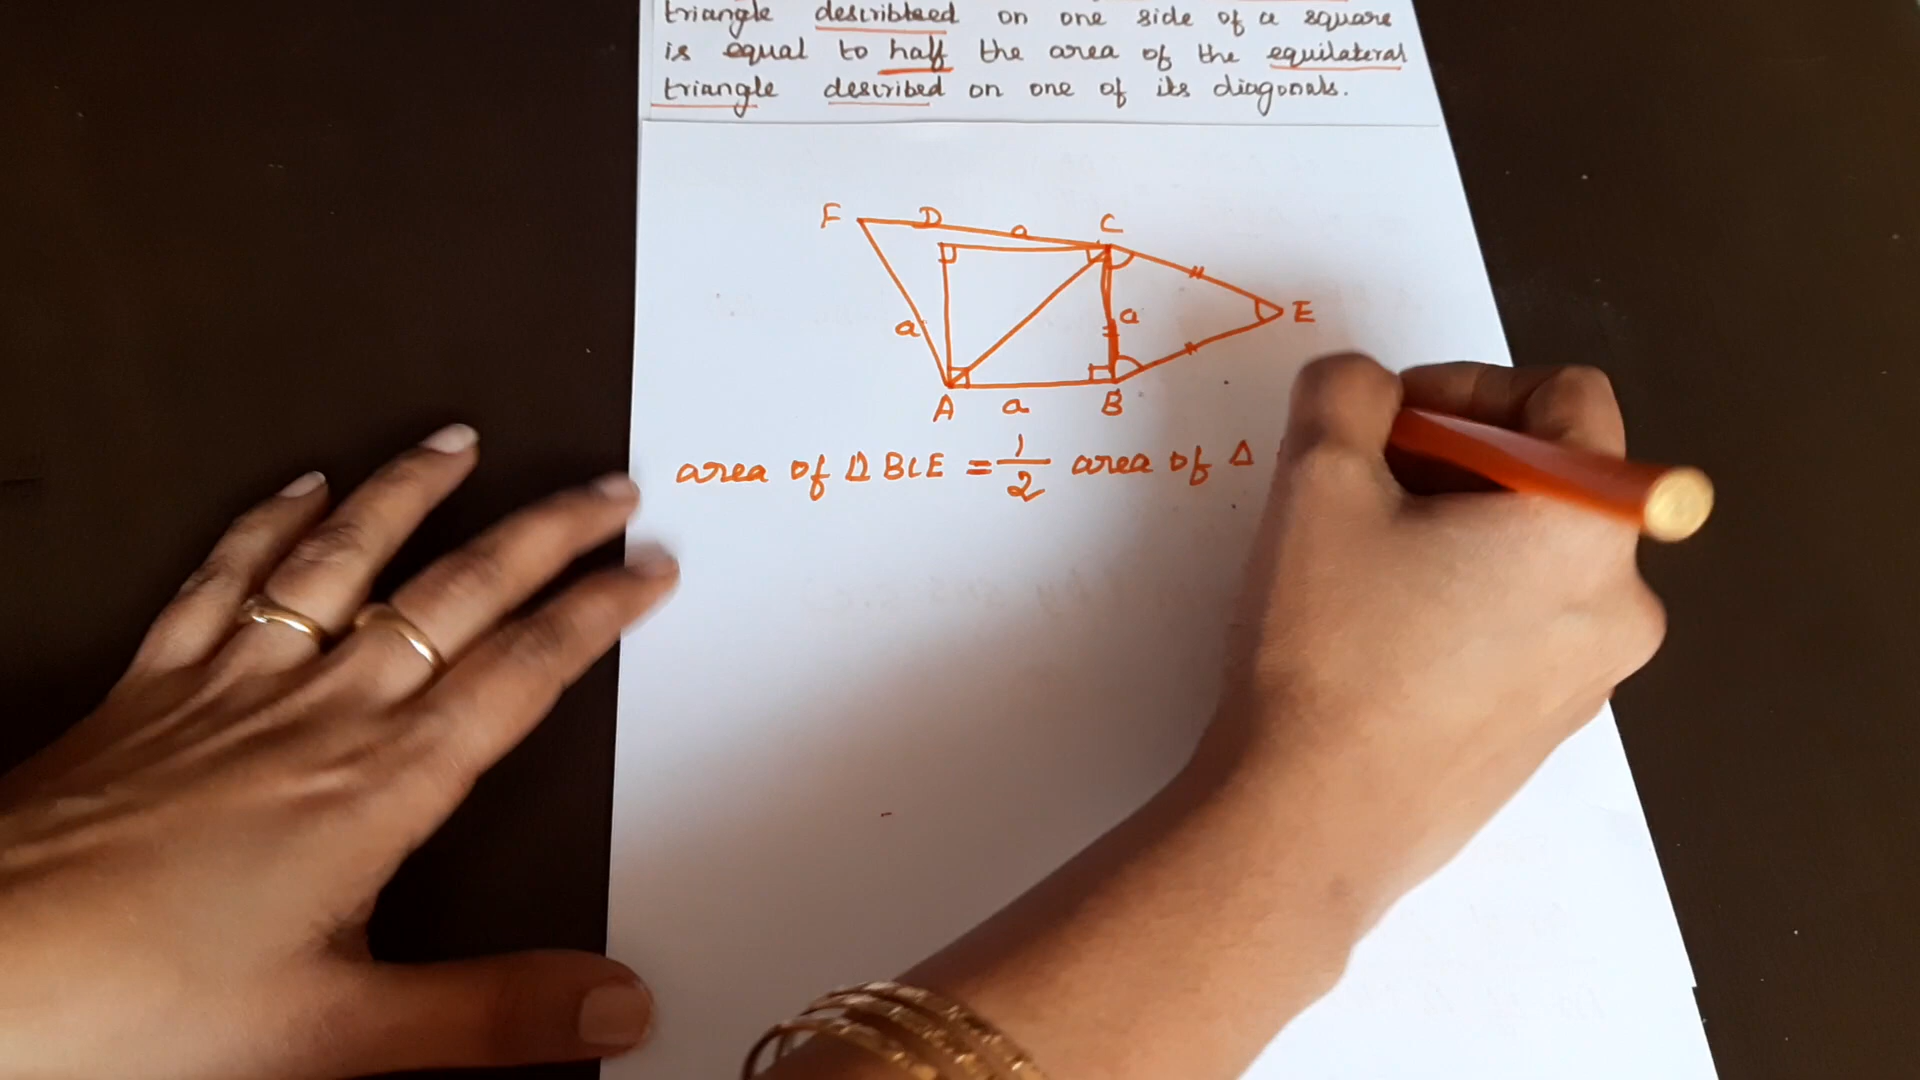 triangle describteed on one side of a square
is equal to half the area of the equilateral
triangle described on one of its diagonals.
F D a C
a a E
A a B
area of Δ BCE = 1/2 area of Δ